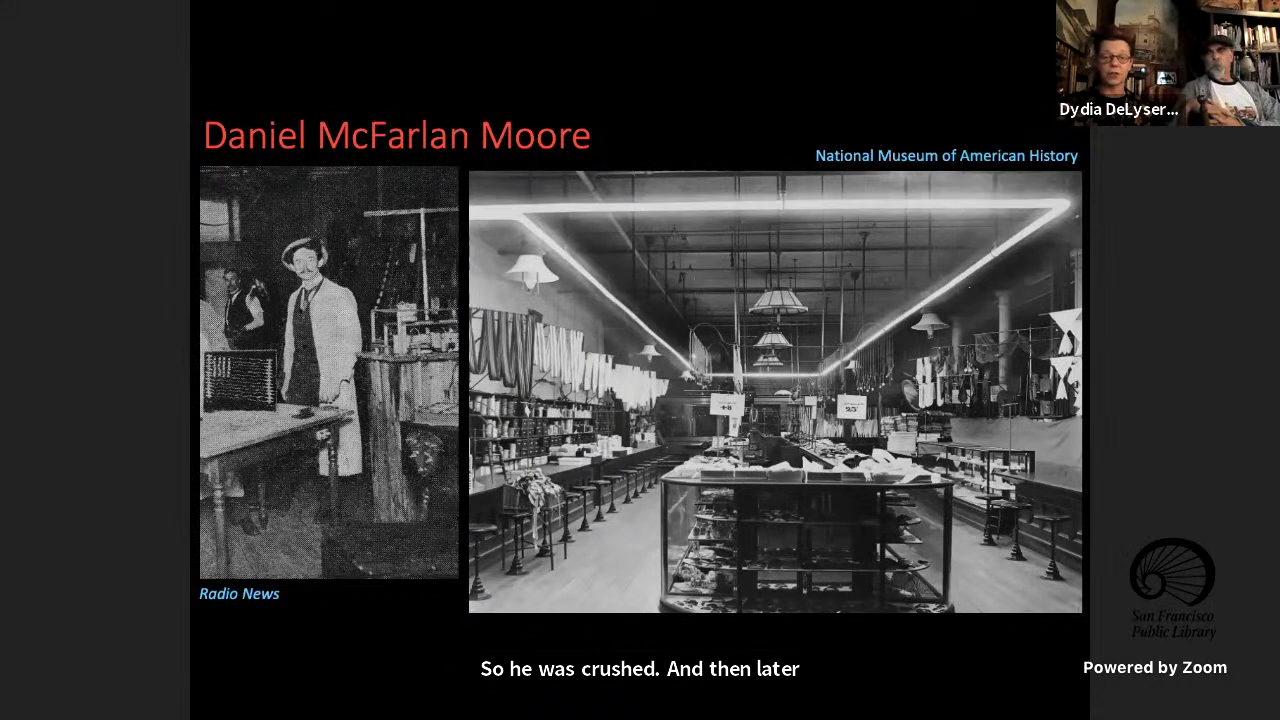 Dydia DeLyser...
Daniel McFarlan Moore
National Museum of American History
Radio News
San Francisco
Public Library
So he was crushed. And then later
Powered by Zoom